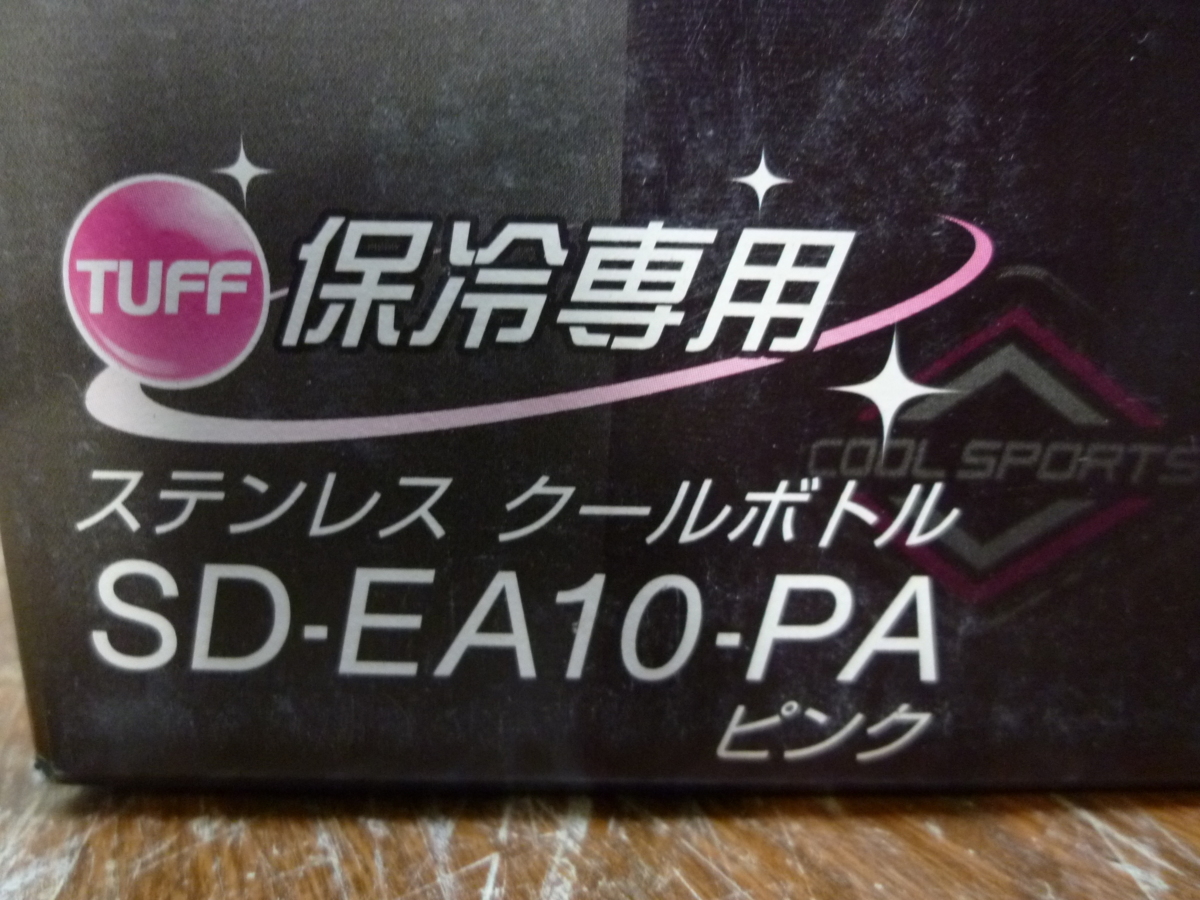 TUFF 保冷専用
COOL SPORTS
ステンレス クールボトル
SD-EA10-PA
ピンク